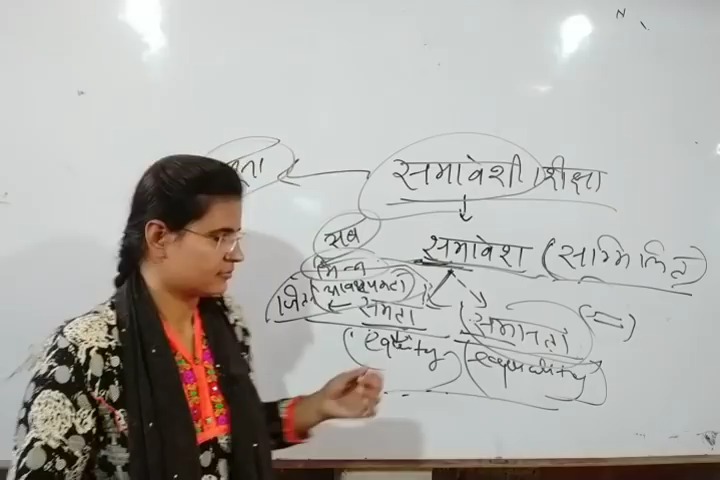 समावेशी शिक्षा
सब
समावेश (सम्मिलित)
भिन्न
आवश्यकता
समता
समानता (=)
equity
equality